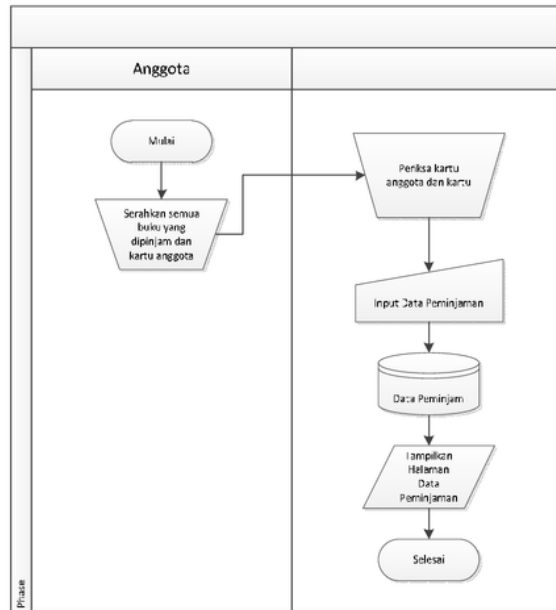 Anggota
Mulai
Serahkan semua
buku yang
dipinjam dan
kartu anggota
Periksa kartu
anggota dan kartu
Input Data Peminjaman
Data Peminjam
Tampilkan
Halaman
Data
Peminjaman
Selesai
Phase